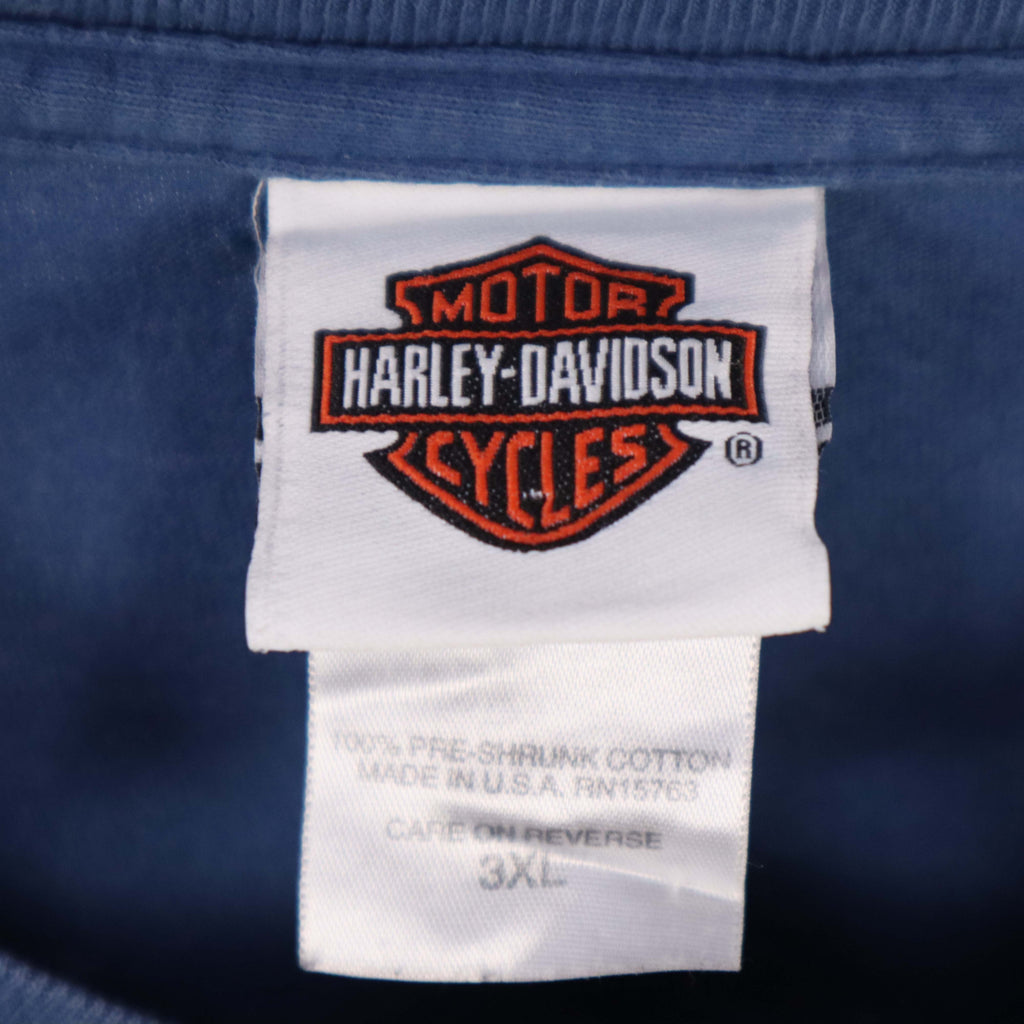 MOTOR
HARLEY-DAVIDSON
CYCLES
®
100% PRE-SHRUNK COTTON
MADE IN U.S.A. RN15763
CARE ON REVERSE
3XL